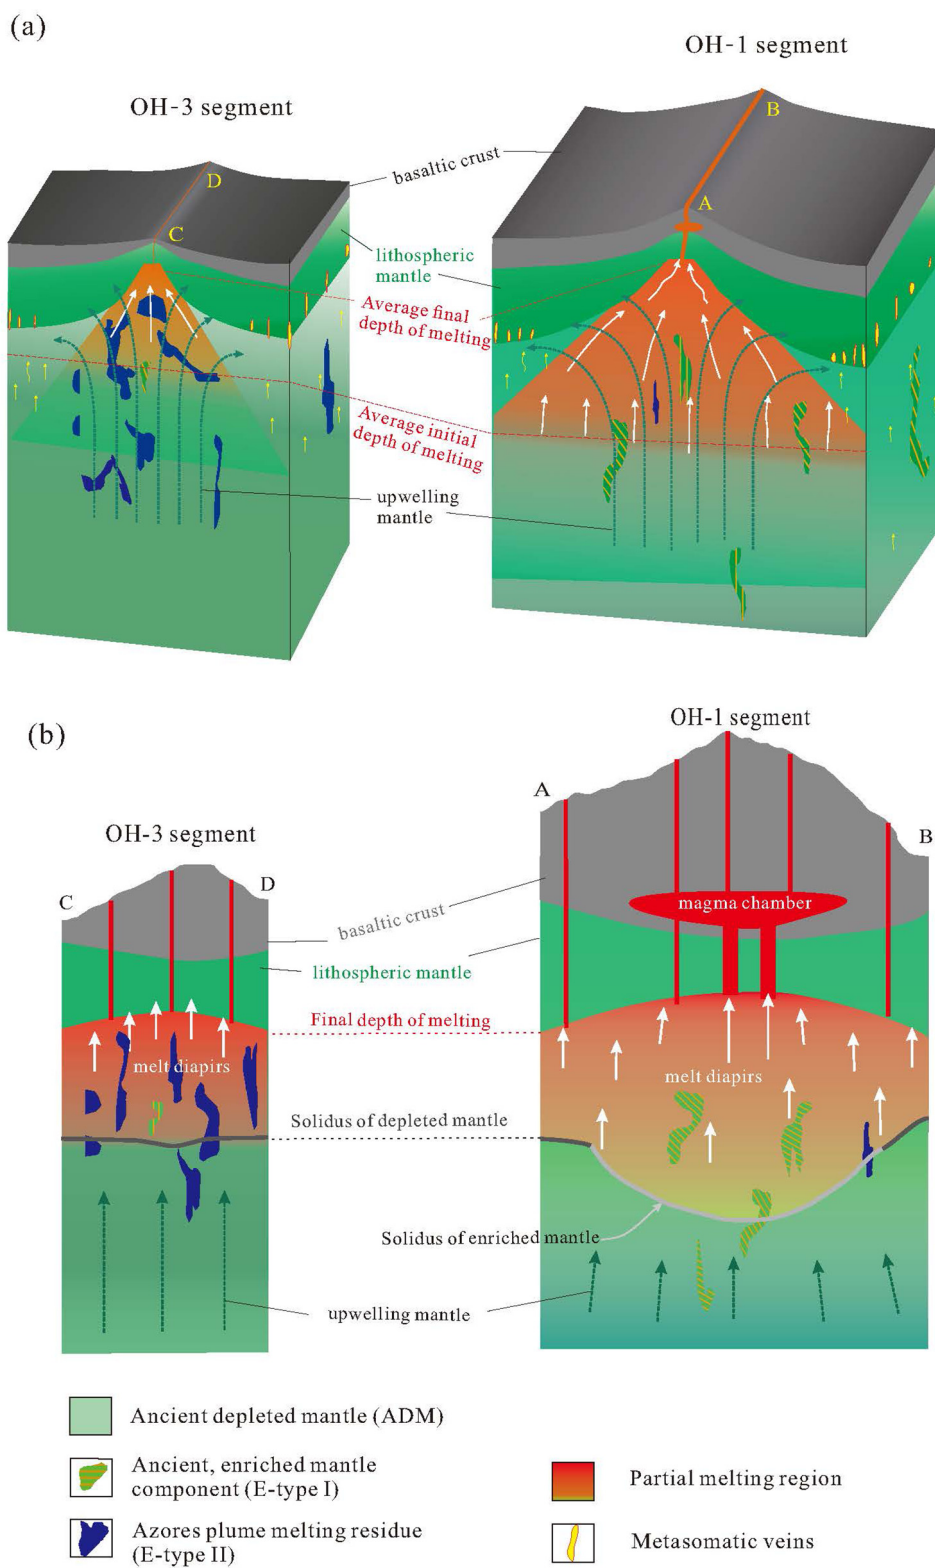 (a)
OH-1 segment
OH-3 segment
B
D
basaltic crust
A
C
lithospheric
mantle
Average final
depth of melting
Average initial
depth of melting
upwelling
mantle
(b)
OH-1 segment
A
OH-3 segment
B
C
D
magma chamber
basaltic crust
lithospheric mantle
Final depth of melting
melt diapirs
melt diapirs
Solidus of depleted mantle
Solidus of enriched mantle
upwelling mantle
Ancient depleted mantle (ADM)
Ancient, enriched mantle
component (E-type I)
Partial melting region
Azores plume melting residue
(E-type II)
Metasomatic veins